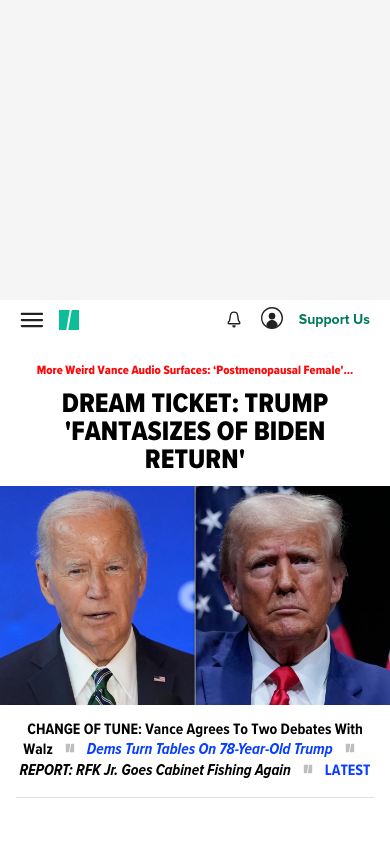 Support Us
More Weird Vance Audio Surfaces: ‘Postmenopausal Female’...
DREAM TICKET: TRUMP
'FANTASIZES OF BIDEN
RETURN'
CHANGE OF TUNE: Vance Agrees To Two Debates With
Walz Dems Turn Tables On 78-Year-Old Trump
REPORT: RFK Jr. Goes Cabinet Fishing Again LATEST